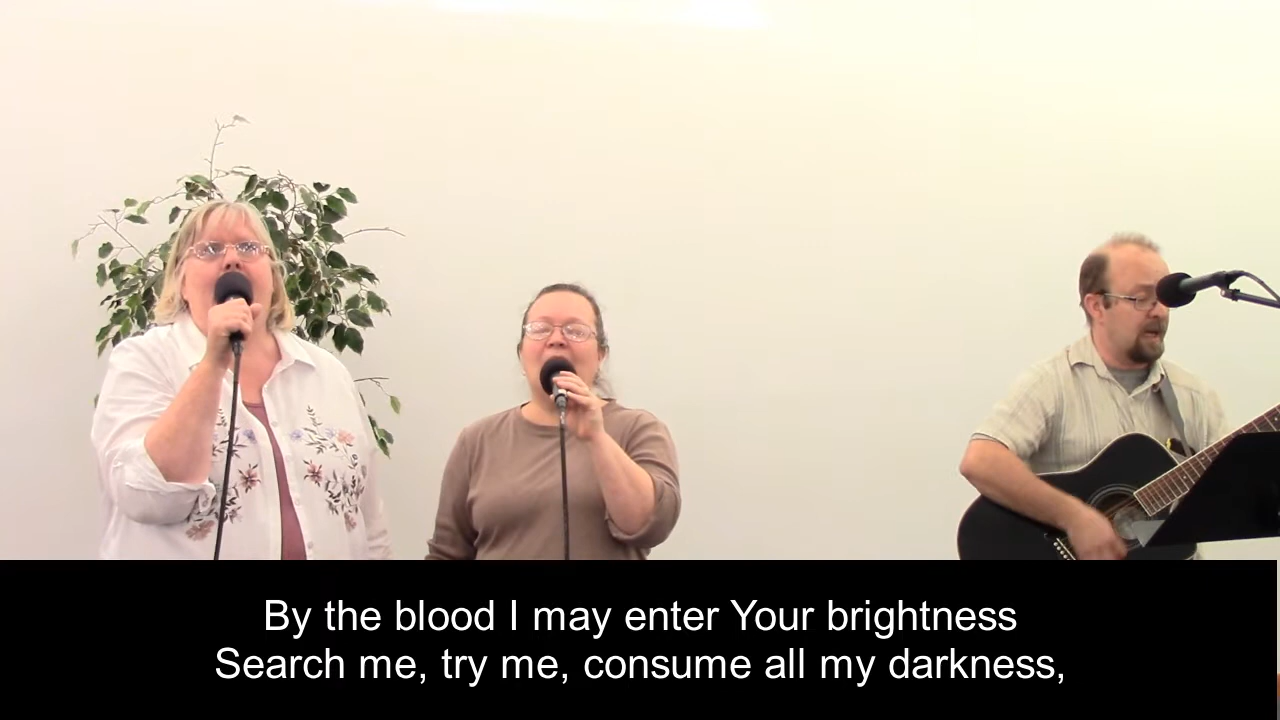 By the blood I may enter Your brightness
Search me, try me, consume all my darkness,